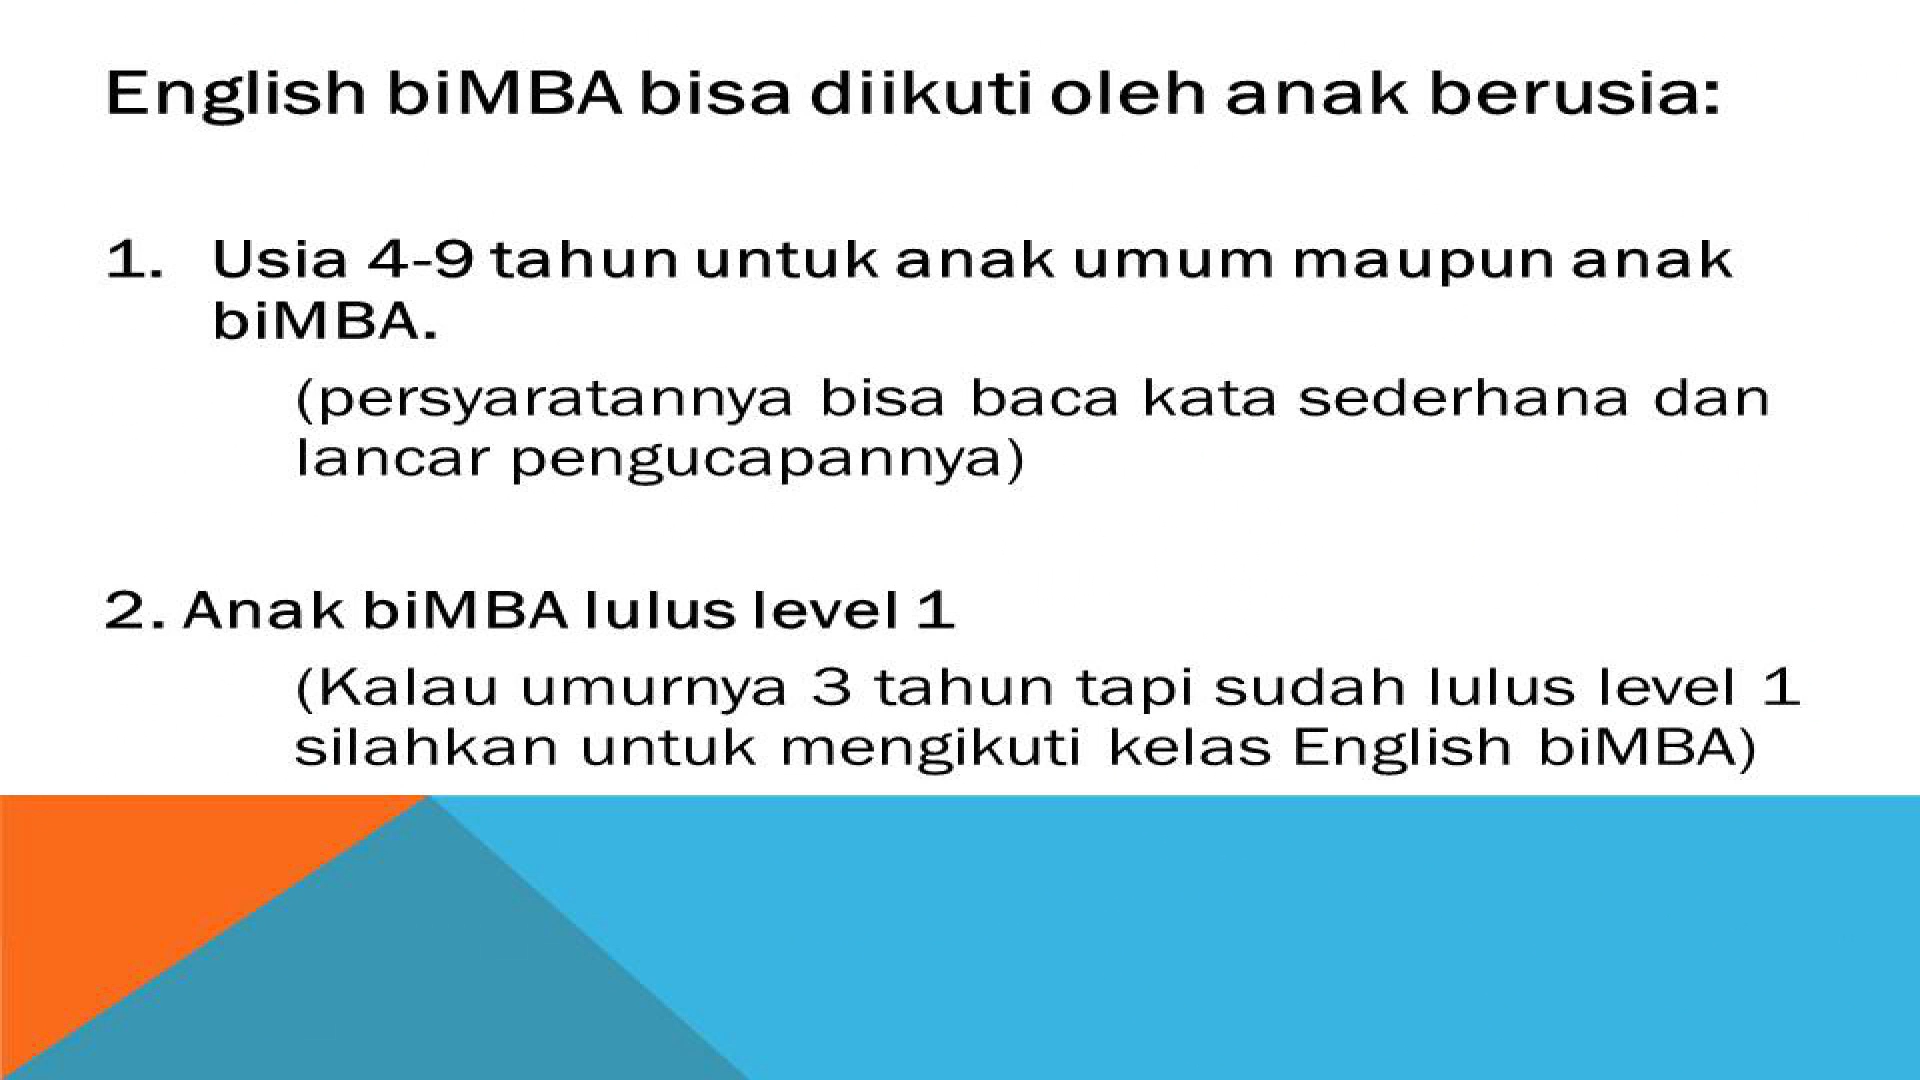 English biMBA bisa diikuti oleh anak berusia:
1. Usia 4-9 tahun untuk anak umum maupun anak
biMBA.
(persyaratannya bisa baca kata sederhana dan
lancar pengucapannya)
2. Anak biMBA lulus level 1
(Kalau umurnya 3 tahun tapi sudah lulus level 1
silahkan untuk mengikuti kelas English biMBA)